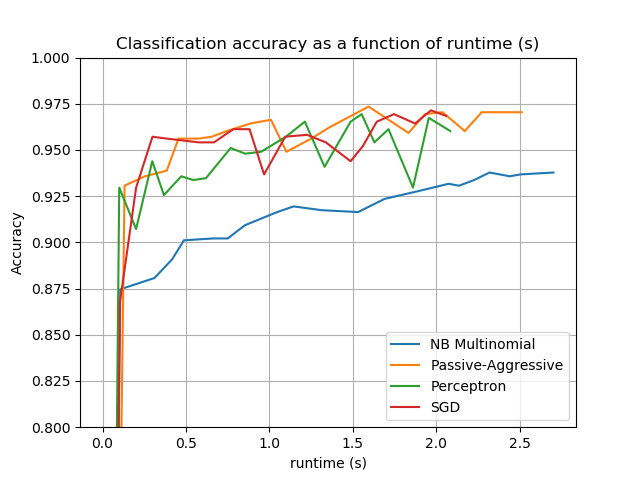 Classification accuracy as a function of runtime (s)
1.000
0.975
0.950
0.925
0.900
0.875
0.850
0.825
0.800
Accuracy
NB Multinomial
Passive-Aggressive
Perceptron
SGD
0.0 0.5 1.0 1.5 2.0 2.5
runtime (s)